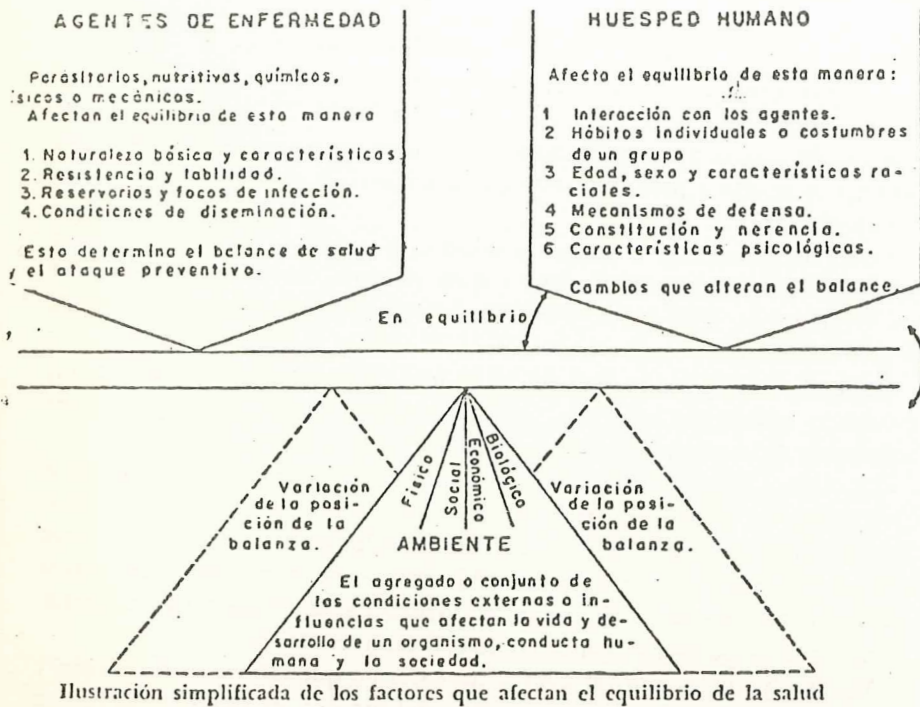 AGENTES DE ENFERMEDAD
Parasitarios, nutritivos, químicos,
sicos o mecánicos.
Afectan el equilibrio de esta manera
1. Naturaleza básica y características
2. Resistencia y labilidad.
3. Reservorios y focos de infección.
4. Condiciones de diseminación.
Esto determina el balance de salud
y el ataque preventivo.
HUESPED HUMANO
Afecta el equilibrio de esta manera:
1 Interacción con los agentes.
2 Hábitos individuales o costumbres
de un grupo
3 Edad, sexo y características ra-
ciales.
4 Mecanismos de defensa.
5 Constitución y herencia.
6 Características psicológicas.
Cambios que alteran el balance.
En equilibrio
Variación
de la posi-
ción de la
balanza.
Físico
Social
Económico
Biológico
AMBIENTE
El agregado o conjunto de
las condiciones externas o in-
fluencias que afectan la vida y de-
sarrollo de un organismo, conducta hu-
mana y la sociedad.
Variación
de la posi-
ción de la
balanza.
Ilustración simplificada de los factores que afectan el equilibrio de la salud